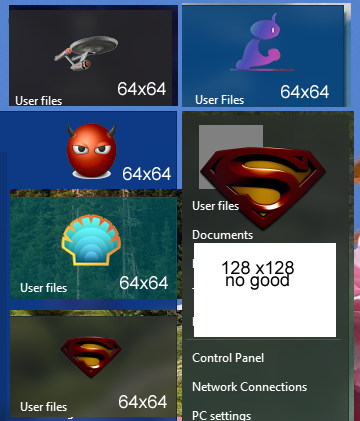 64x64
User files
64x64
User Files
64x64
64x64
User files
64x64
User files
User files
Documents
128 x128
no good
Control Panel
Network Connections
PC settings